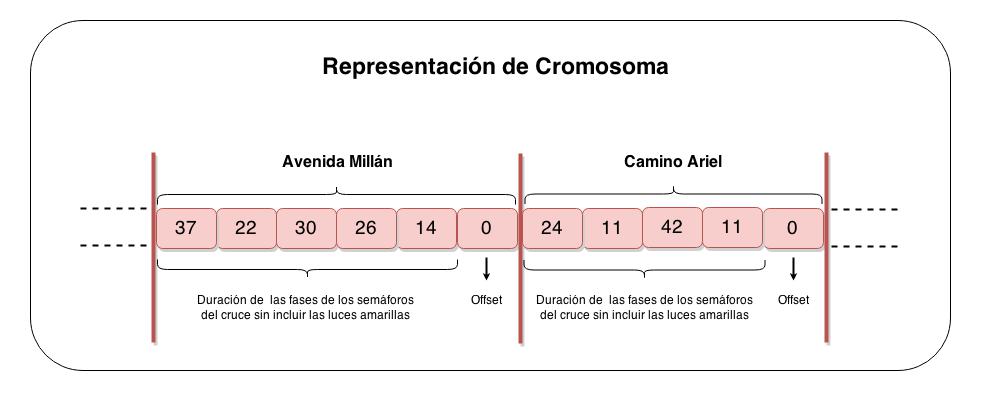 Representación de Cromosoma
Avenida Millán
Camino Ariel
37 22 30 26 14 0 24 11 42 11 0
Duración de las fases de los semáforos
del cruce sin incluir las luces amarillas
Offset
Duración de las fases de los semáforos
del cruce sin incluir las luces amarillas
Offset